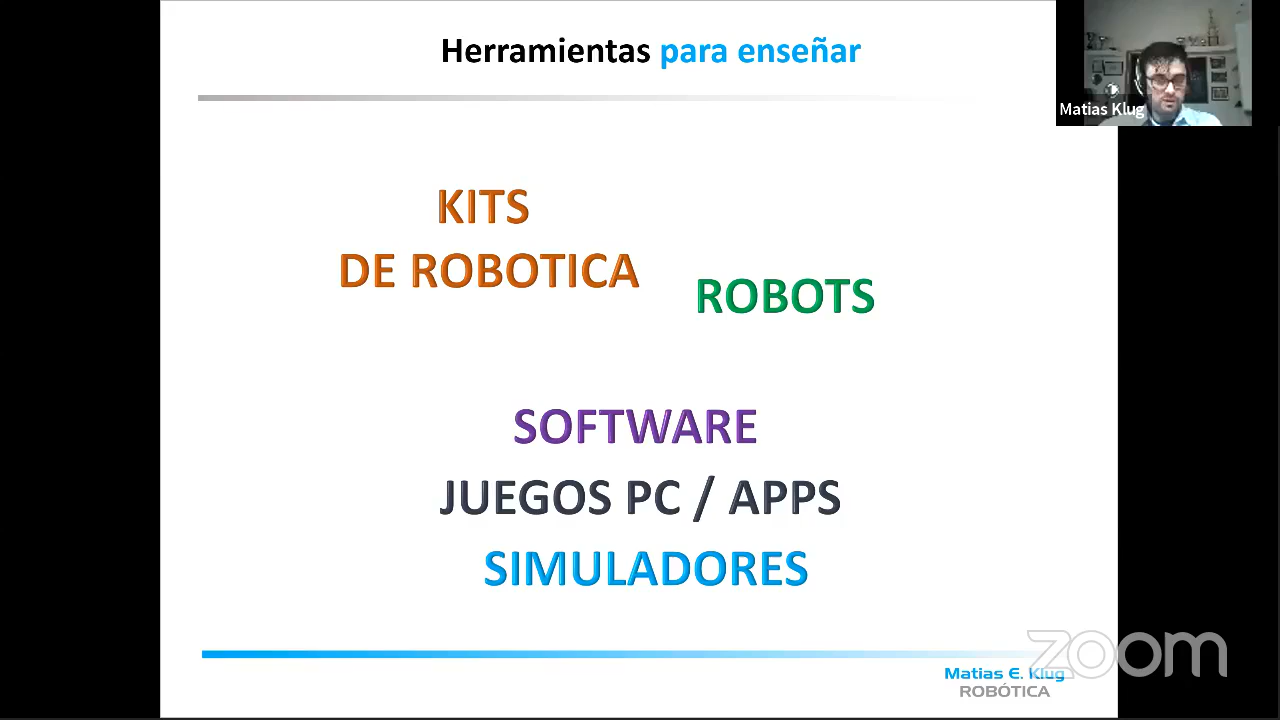 Herramientas para enseñar
Matias Klug
KITS
DE ROBOTICA
ROBOTS
SOFTWARE
JUEGOS PC / APPS
SIMULADORES
zoom
Matias E. Klug
ROBÓTICA